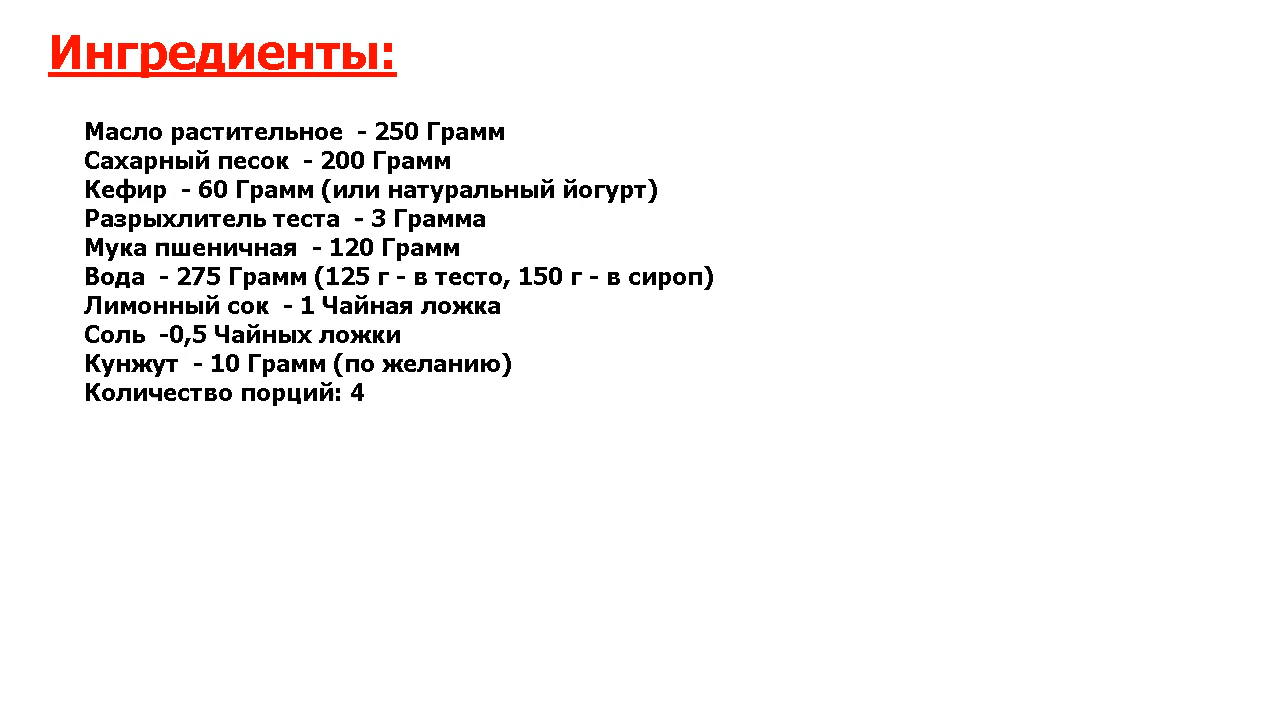 Ингредиенты:
Масло растительное  - 250 Грамм
Сахарный песок  - 200 Грамм
Кефир  - 60 Грамм (или натуральный йогурт)
Разрыхлитель теста  - 3 Грамма
Мука пшеничная  - 120 Грамм
Вода  - 275 Грамм (125 г - в тесто, 150 г - в сироп)
Лимонный сок  - 1 Чайная ложка
Соль  -0,5 Чайных ложки
Кунжут  - 10 Грамм (по желанию)
Количество порций: 4